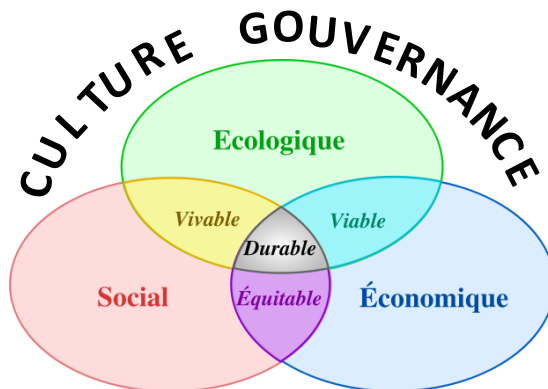 CULTURE GOUVERNANCE
Ecologique
Vivable
Viable
Durable
Social
Équitable
Économique